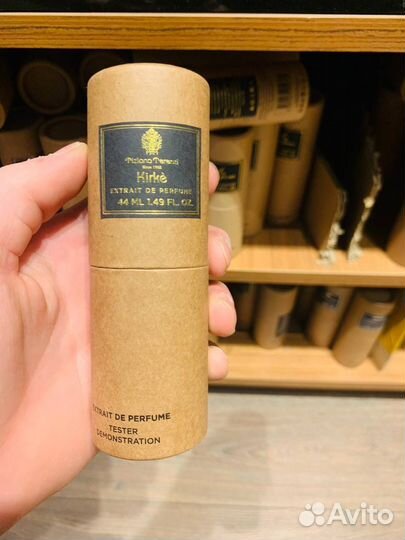 Tiziana Terenzi
Since 1968
Kirkè
EXTRAIT DE PERFUME
44 ML 1.49 FL. OZ.
EXTRAIT DE PERFUME
TESTER
DEMONSTRATION
Avito